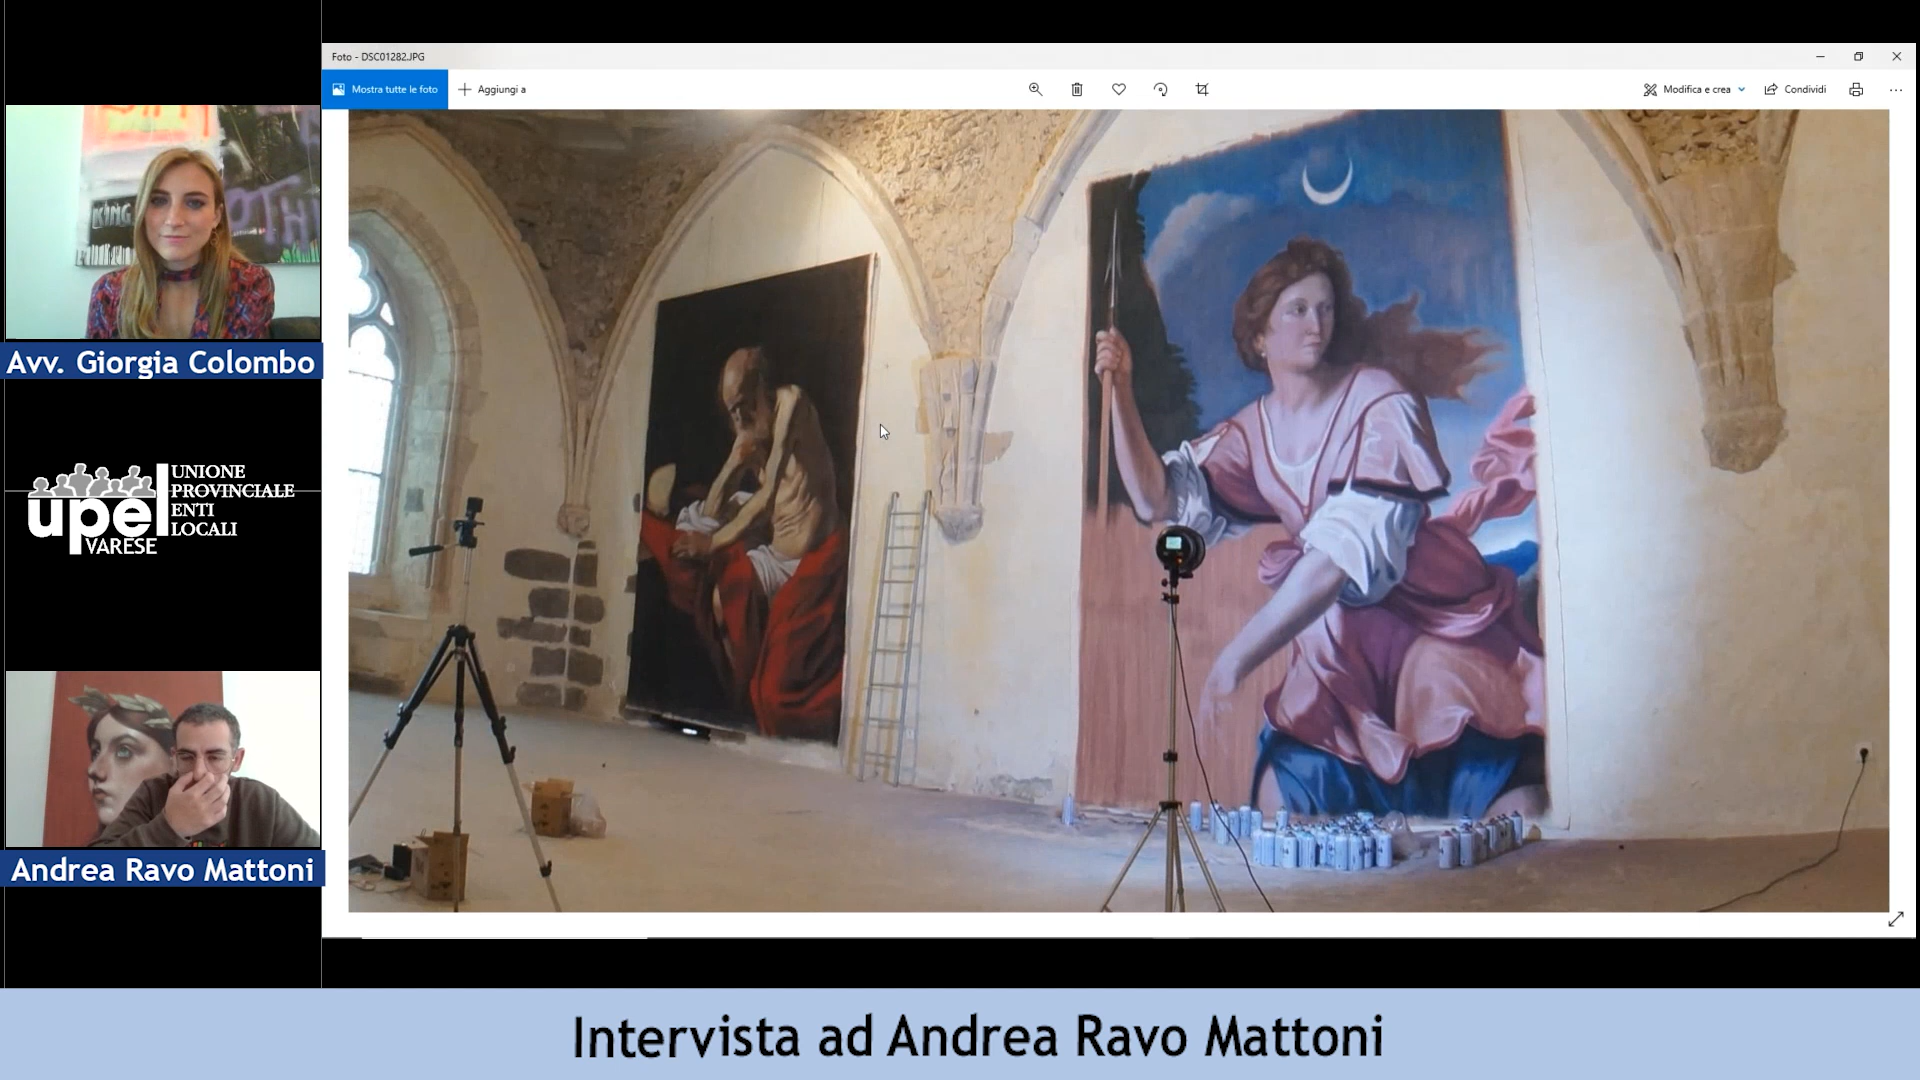 Foto - DSC01282.JPG
Mostra tutte le foto
Aggiungi a
Modifica e crea
Condividi
KING
Avv. Giorgia Colombo
upel
UNIONE
PROVINCIALE
ENTI
LOCALI
VARESE
Andrea Ravo Mattoni
Intervista ad Andrea Ravo Mattoni